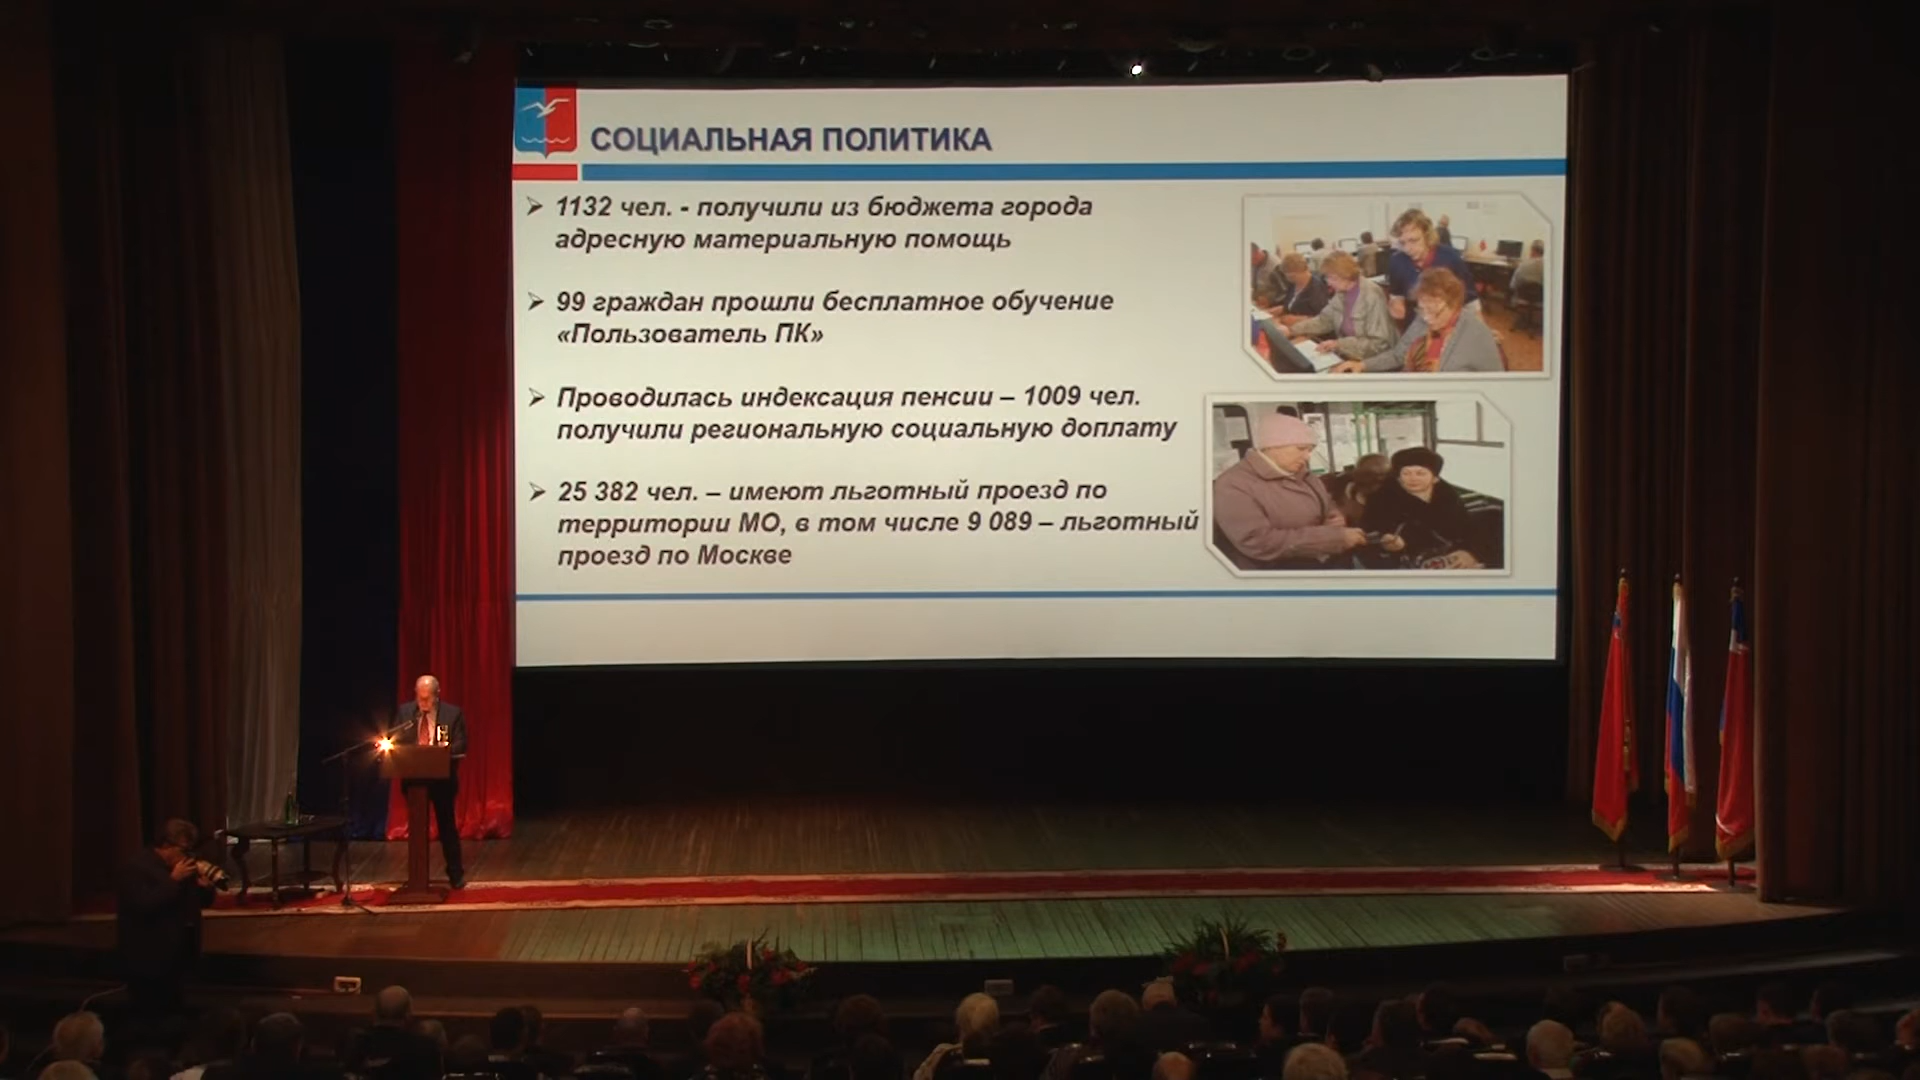 СОЦИАЛЬНАЯ ПОЛИТИКА
1132 чел. - получили из бюджета города
адресную материальную помощь
99 граждан прошли бесплатное обучение
«Пользователь ПК»
Проводилась индексация пенсии – 1009 чел.
получили региональную социальную доплату
25 382 чел. – имеют льготный проезд по
территории МО, в том числе 9 089 – льготный
проезд по Москве